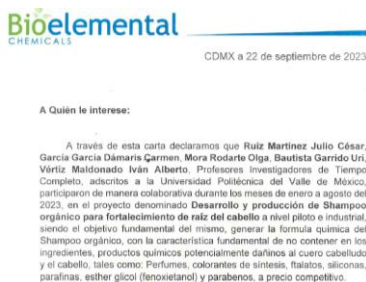 Bioelemental
CHEMICALS
CDMX a 22 de septiembre de 2023
A Quién le interese:
A través de esta carta declaramos que Ruiz Martinez Julio César,
García García Dámaris Carmen, Mora Rodarte Olga, Bautista Garrido Uri,
Vértiz Maldonado Iván Alberto, Profesores Investigadores de Tiempo
Completo, adscritos a la Universidad Politécnica del Valle de México,
participaron de manera colaborativa durante los meses de enero a agosto del
2023, en el proyecto denominado Desarrollo y producción de Shampoo
orgánico para fortalecimiento de raíz del cabello a nivel piloto e industrial,
siendo el objetivo fundamental del mismo, generar la formula química del
Shampoo orgánico, con la característica fundamental de no contener en los
ingredientes, productos químicos potencialmente dañinos al cuero cabelludo
y el cabello, tales como: Perfumes, colorantes de síntesis, ftalatos, siliconas,
parafinas, esther glicol (fenoxietanol) y parabenos, a precio competitivo.